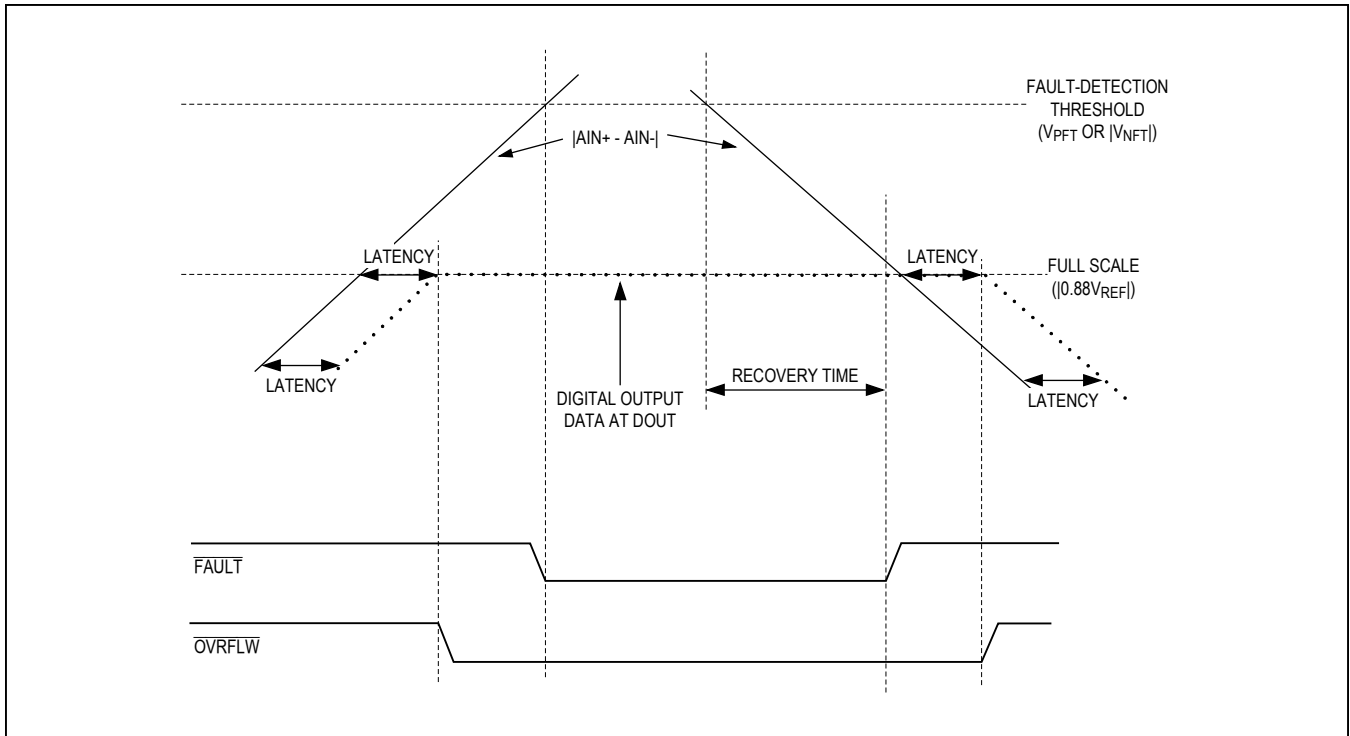 FAULT-DETECTION
THRESHOLD
(VPFT OR |VNFT|)
|AIN+ - AIN-|
LATENCY
LATENCY
FULL SCALE
(|0.88VREF|)
LATENCY
RECOVERY TIME
DIGITAL OUTPUT
DATA AT DOUT
LATENCY
FAULT
OVRFLW